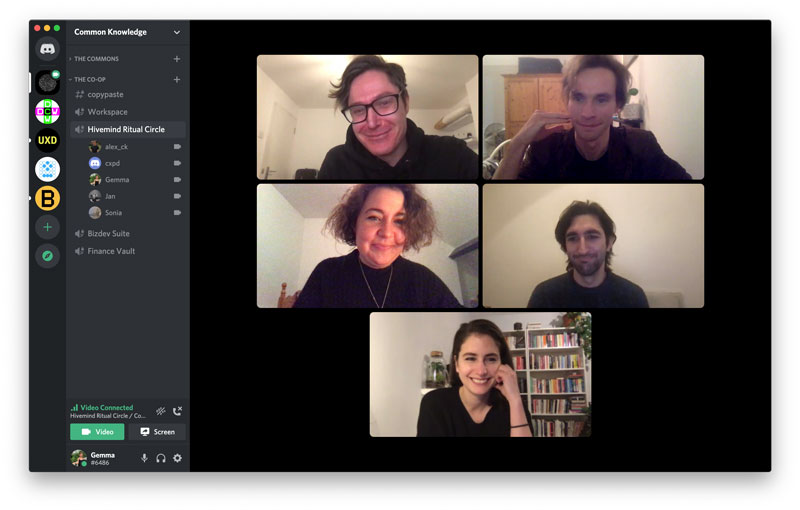 Common Knowledge
THE COMMONS
THE CO-OP
copypaste
Workspace
Hivemind Ritual Circle
alex_ck
cxpd
Gemma
Jan
Sonia
Bizdev Suite
Finance Vault
UXD
B
Video Connected
Hivemind Ritual Circle / Co...
Video
Screen
Gemma
#6486